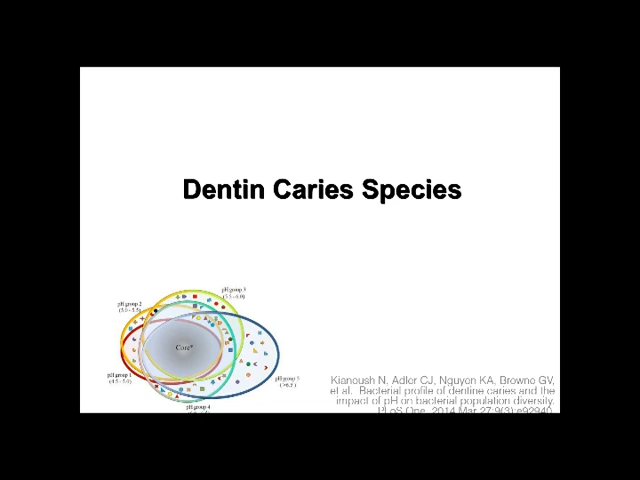 Dentin Caries Species
pH group 3
(5.5 - 6.0)
pH group 2
(5.0 - 5.5)
Core*
pH group 1
(4.5 - 5.0)
pH group 5
(>6.5 )
pH group 4
Kianoush N, Adler CJ, Nguyen KA, Browne GV,
et al. Bacterial profile of dentine caries and the
impact of pH on bacterial population diversity.
PLoS One. 2014 Mar 27;9(3):e92940.